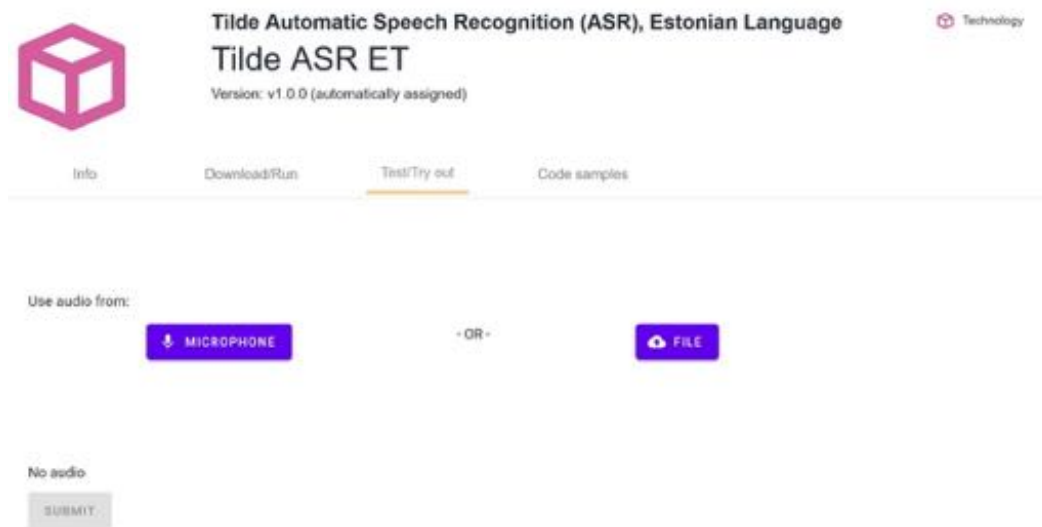 Tilde Automatic Speech Recognition (ASR), Estonian Language
Technology
Tilde ASR ET
Version: v1.0.0 (automatically assigned)
Info
Download/Run
Test/Try out
Code samples
Use audio from:
MICROPHONE
- OR -
FILE
No audio
SUBMIT